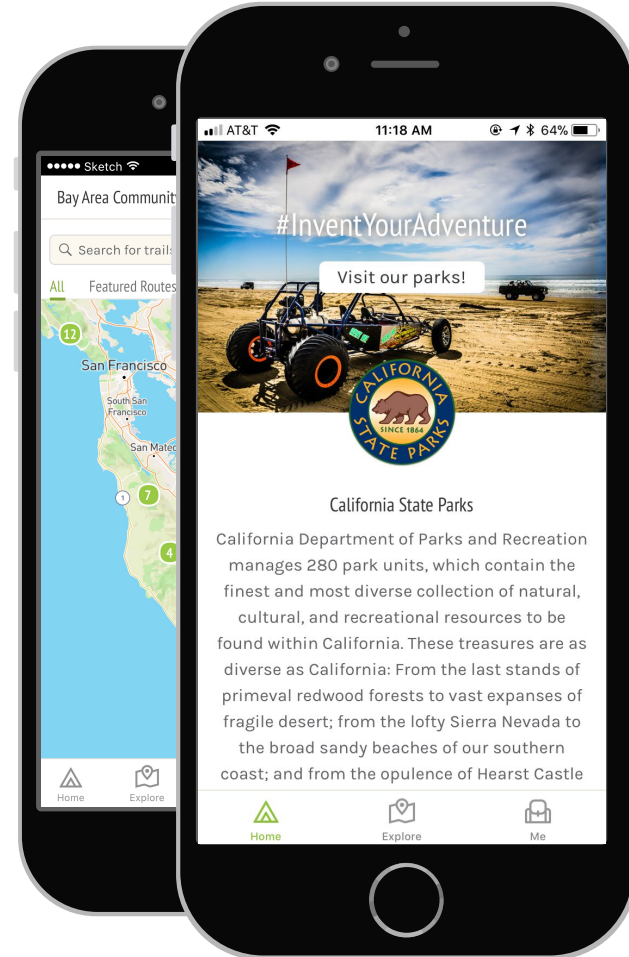 Sketch
Bay Area Communit
Search for trails
All Featured Routes
12
San Francisco
South San
Francisco
San Matec
1
7
4
Home Explore
AT&T 11:18 AM 64%
#InventYourAdventure
Visit our parks!
CALIFORNIA
SINCE 1864
STATE PARKS
California State Parks
California Department of Parks and Recreation
manages 280 park units, which contain the
finest and most diverse collection of natural,
cultural, and recreational resources to be
found within California. These treasures are as
diverse as California: From the last stands of
primeval redwood forests to vast expanses of
fragile desert; from the lofty Sierra Nevada to
the broad sandy beaches of our southern
coast; and from the opulence of Hearst Castle
Home Explore Me